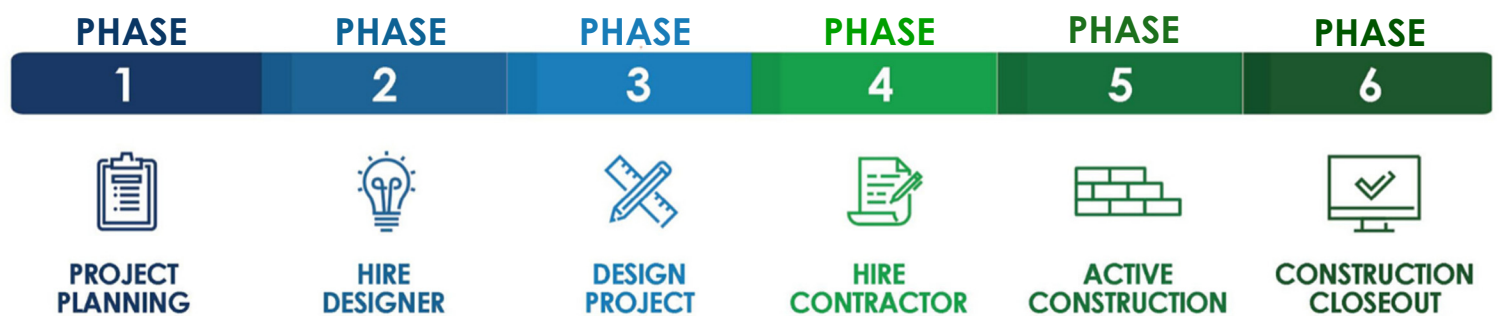 PHASE PHASE PHASE PHASE PHASE PHASE
1 2 3 4 5 6
PROJECT HIRE DESIGN HIRE ACTIVE CONSTRUCTION
PLANNING DESIGNER PROJECT CONTRACTOR CONSTRUCTION CLOSEOUT